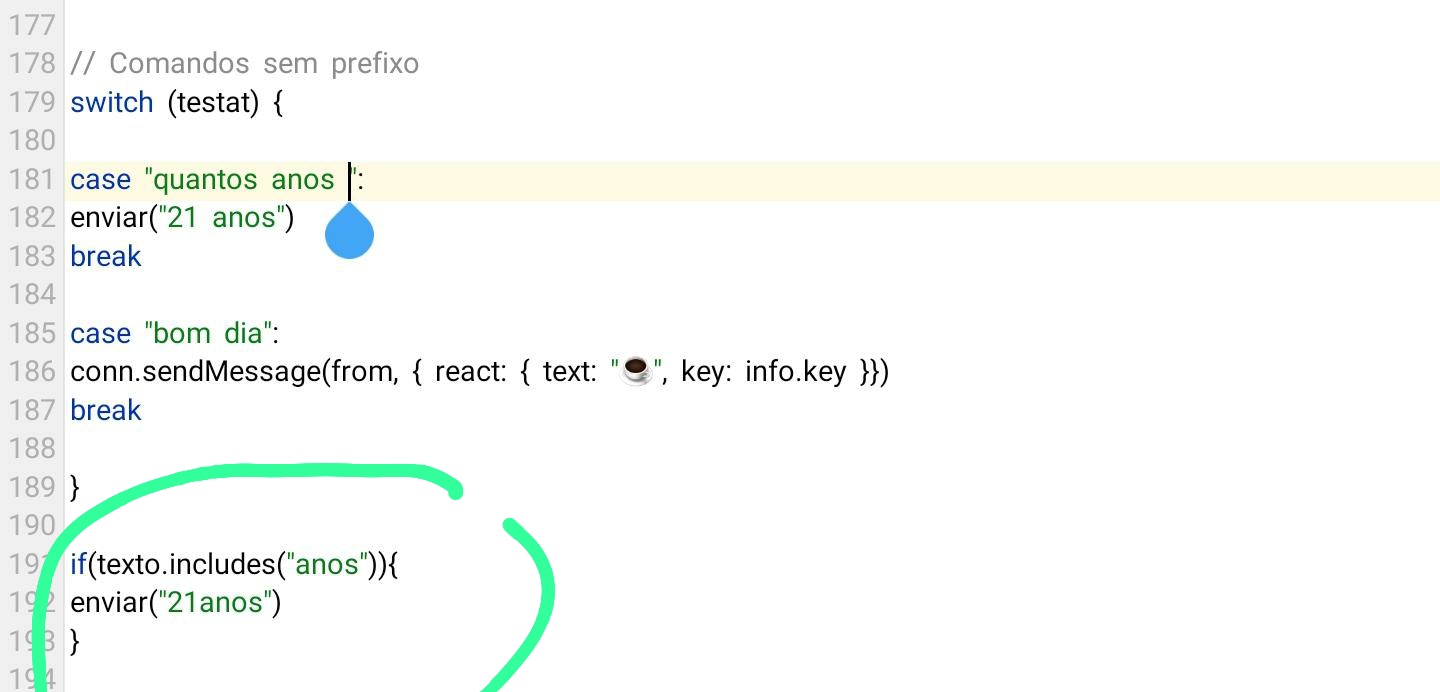 177
178 // Comandos sem prefixo
179 switch (testat) {
180
181 case "quantos anos ":
182 enviar("21 anos")
183 break
184
185 case "bom dia":
186 conn.sendMessage(from, { react: { text: "☕", key: info.key }})
187 break
188
189 }
190
191 if(texto.includes("anos")){
192 enviar("21anos")
193 }
194